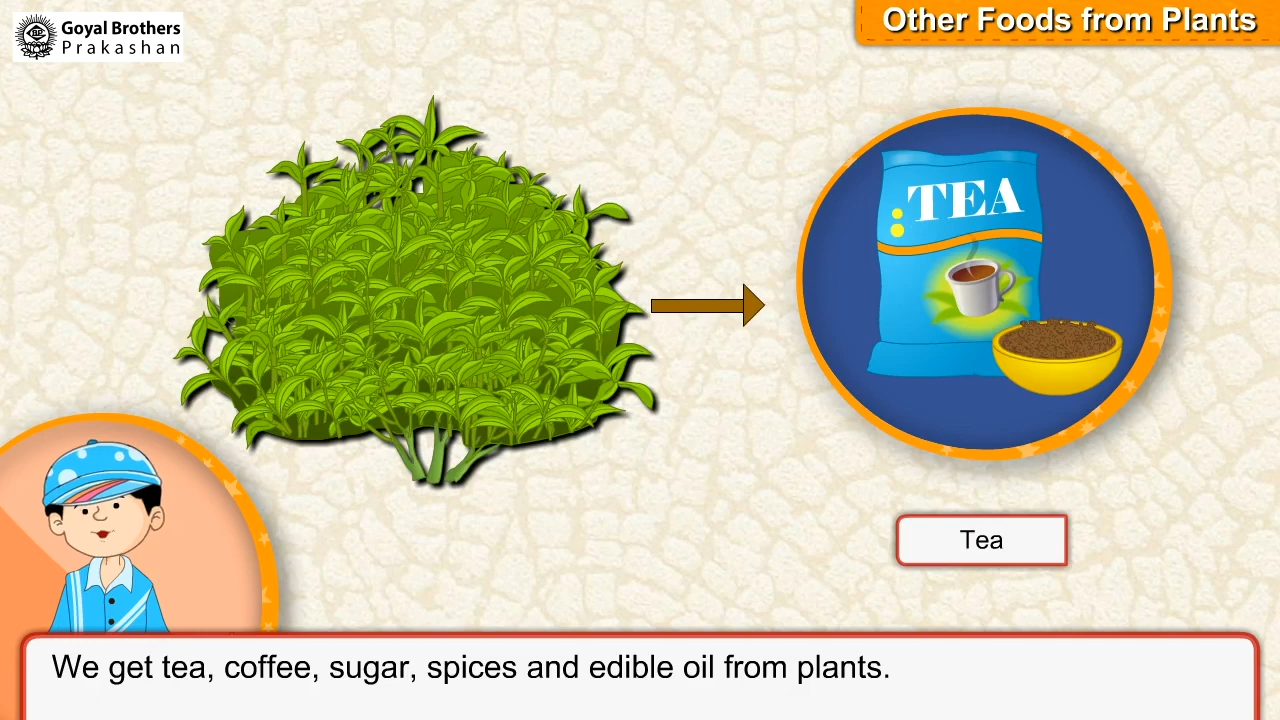 Goyal Brothers
Prakashan
Other Foods from Plants
TEA
Tea
We get tea, coffee, sugar, spices and edible oil from plants.